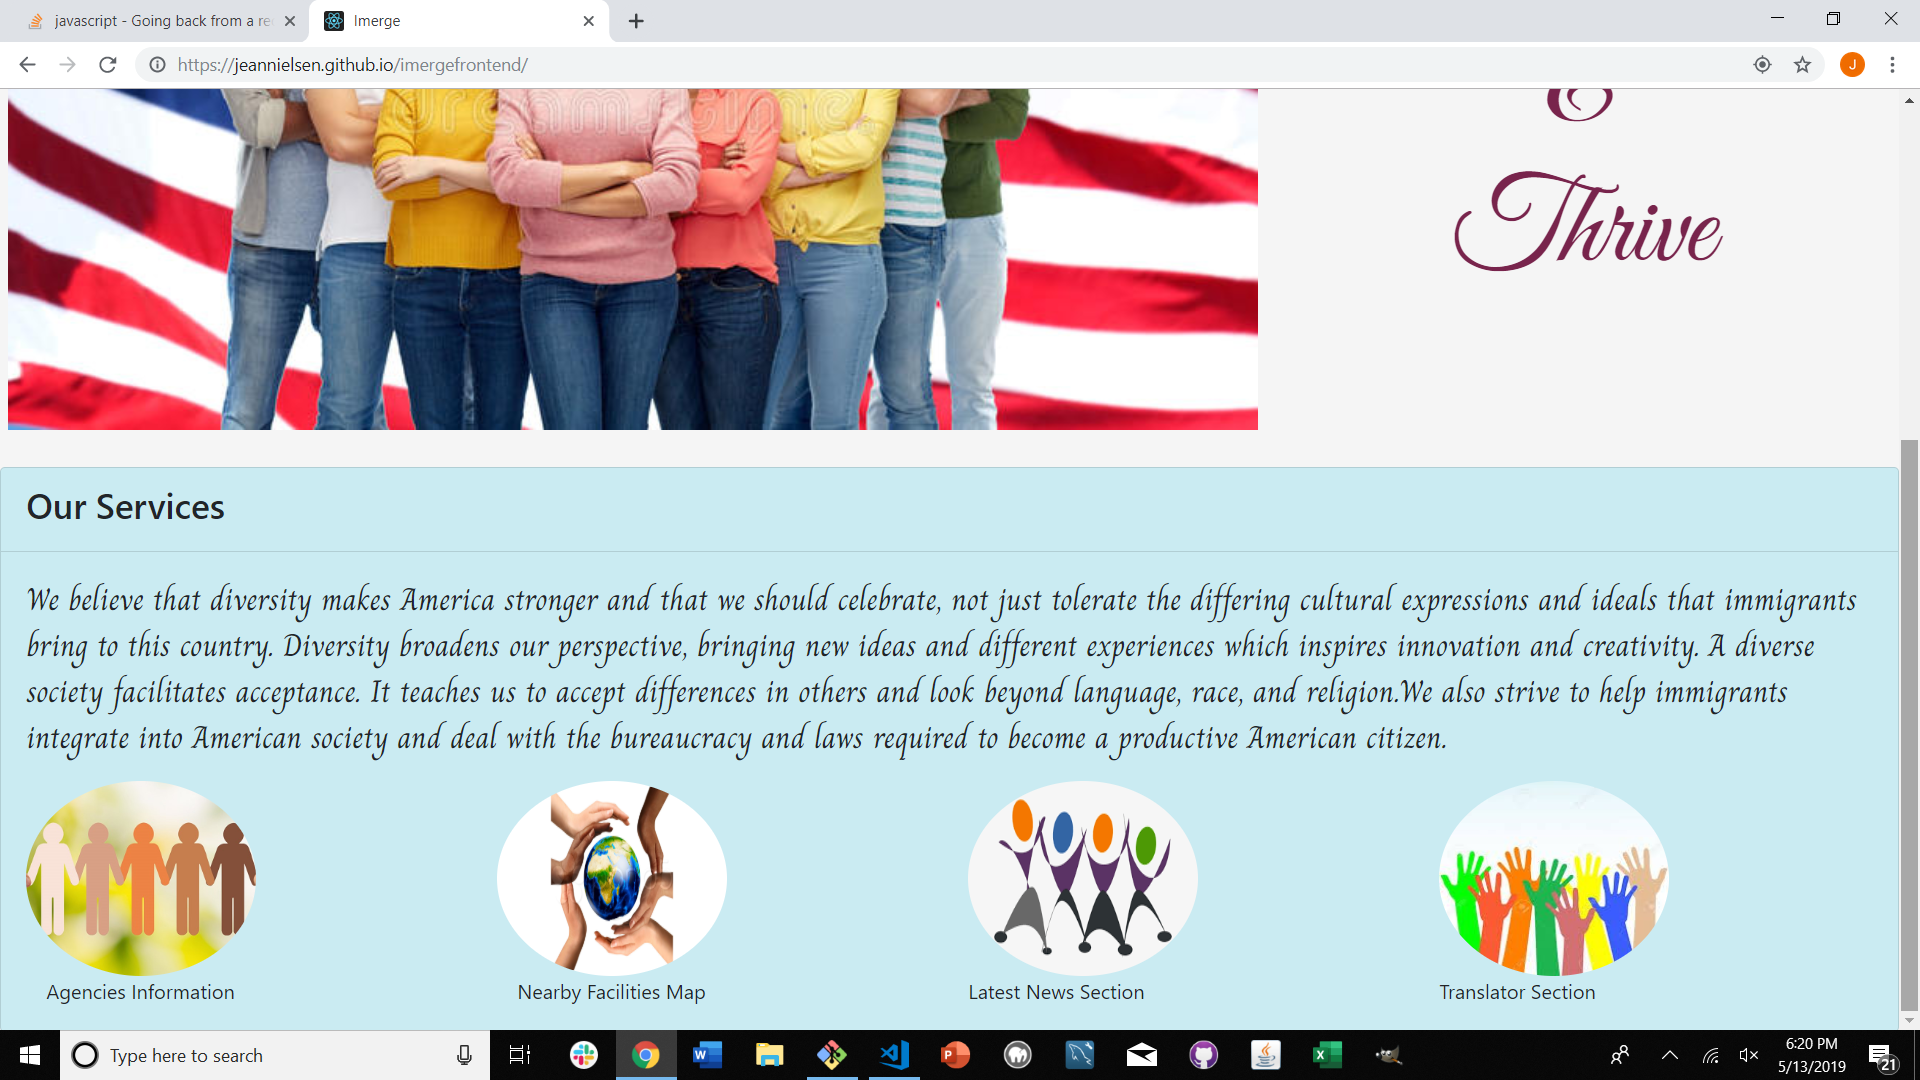 javascript - Going back from a re
Imerge
https://jeannielsen.github.io/imergefrontend/
J
dreamstime
&
Thrive
Our Services
We believe that diversity makes America stronger and that we should celebrate, not just tolerate the differing cultural expressions and ideals that immigrants
bring to this country. Diversity broadens our perspective, bringing new ideas and different experiences which inspires innovation and creativity. A diverse
society facilitates acceptance. It teaches us to accept differences in others and look beyond language, race, and religion.We also strive to help immigrants
integrate into American society and deal with the bureaucracy and laws required to become a productive American citizen.
Agencies Information
Nearby Facilities Map
Latest News Section
Translator Section
Type here to search
6:20 PM
5/13/2019
21